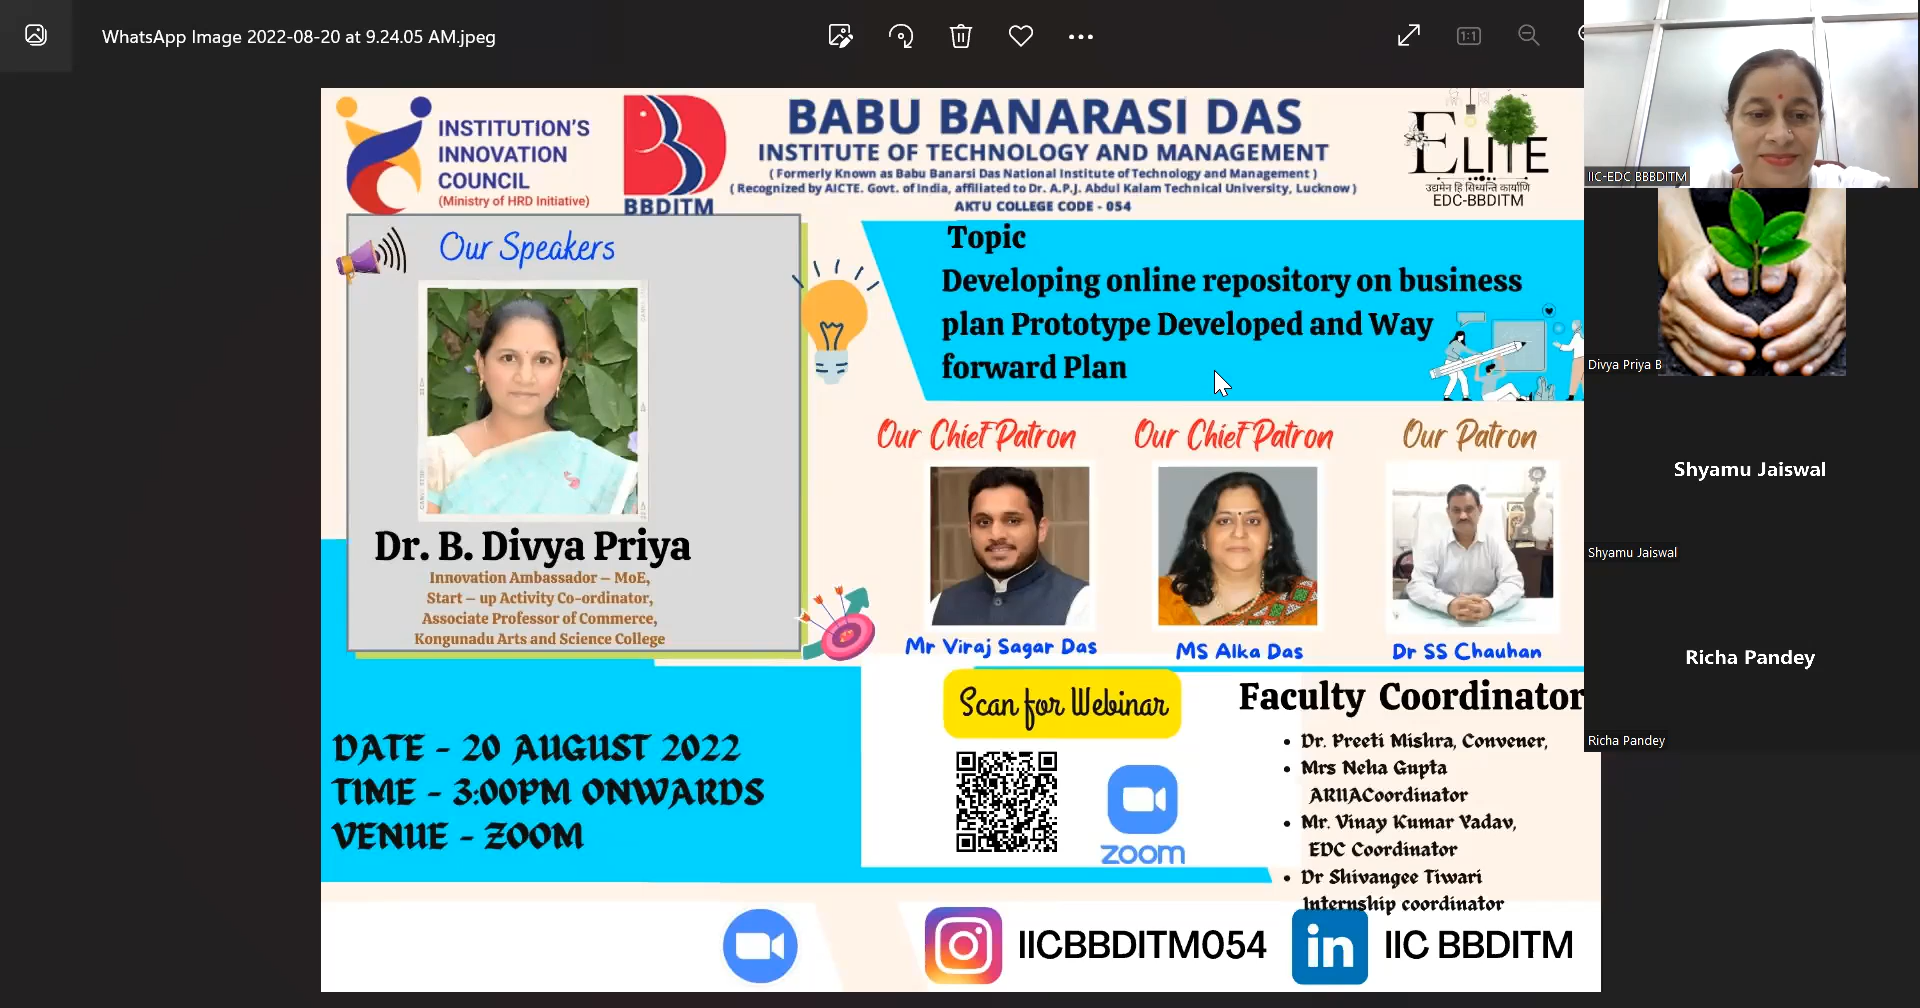 WhatsApp Image 2022-08-20 at 9.24.05 AM.jpeg
1:1
INSTITUTION'S
INNOVATION
COUNCIL
(Ministry of HRD Initiative)
BBDITM
BABU BANARASI DAS
INSTITUTE OF TECHNOLOGY AND MANAGEMENT
( Formerly Known as Babu Banarsi Das National Institute of Technology and Management )
( Recognized by AICTE. Govt. of India, affiliated to Dr. A.P.J. Abdul Kalam Technical University, Lucknow )
AKTU COLLEGE CODE - 054
ELITE
उद्यमेन हि सिध्यन्ति कार्याणि
EDC-BBDITM
Our Speakers
Dr. B. Divya Priya
Innovation Ambassador – MoE,
Start – up Activity Co-ordinator,
Associate Professor of Commerce,
Kongunadu Arts and Science College
Topic
Developing online repository on business
plan Prototype Developed and Way
forward Plan
Our Chief Patron
Mr Viraj Sagar Das
Our Chief Patron
MS Alka Das
Our Patron
Dr SS Chauhan
DATE - 20 AUGUST 2022
TIME - 3:00PM ONWARDS
VENUE - ZOOM
Scan for Webinar
zoom
Faculty Coordinator
• Dr. Preeti Mishra, Convener,
• Mrs Neha Gupta
ARIIACoordinator
• Mr. Vinay Kumar Yadav,
EDC Coordinator
• Dr Shivangee Tiwari
Internship coordinator
IICBBDITM054
in IIC BBDITM
IIC-EDC BBBDITM
Divya Priya B
Shyamu Jaiswal
Shyamu Jaiswal
Richa Pandey
Richa Pandey